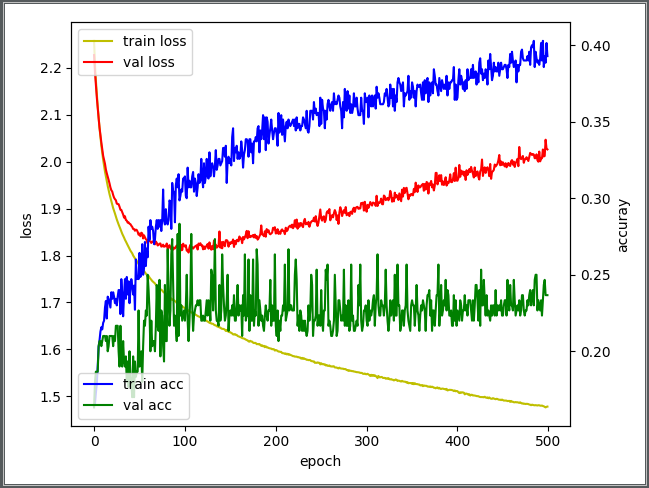 train loss
val loss
train acc
val acc
2.2
2.1
2.0
1.9
1.8
1.7
1.6
1.5
loss
0.40
0.35
0.30
0.25
0.20
accuray
0
100
200
300
400
500
epoch